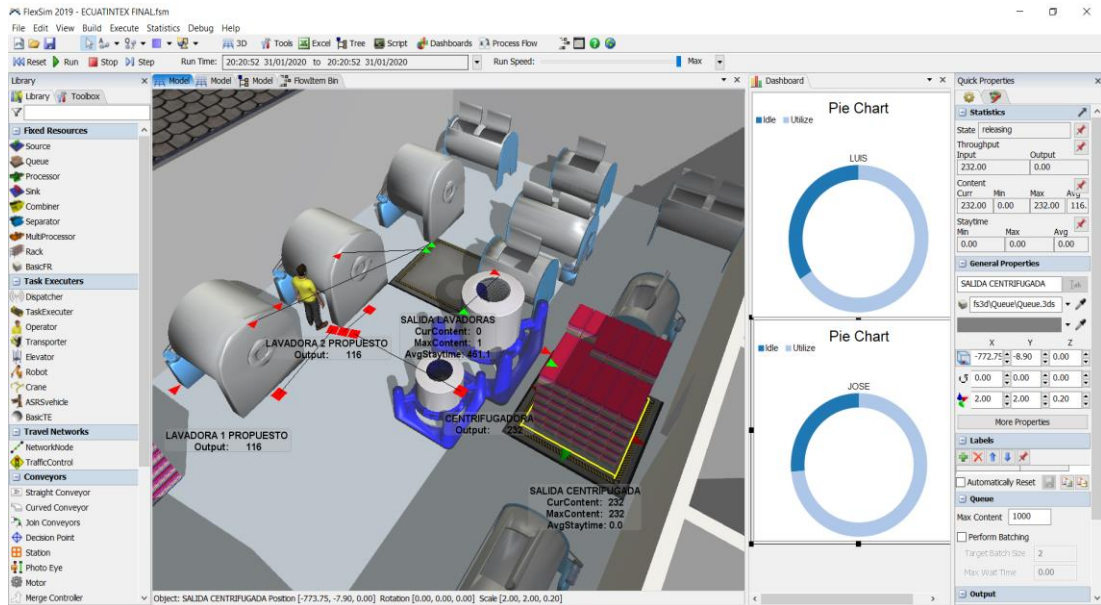 FlexSim 2019 - ECUATINTEX FINAL.fsm
File Edit View Build Execute Statistics Debug Help
3D Tools Excel Tree Script Dashboards Process Flow
Reset Run Stop Step Run Time: 20:20:52 31/01/2020 to 20:20:52 31/01/2020 Run Speed: Max
Library
Library Toolbox
Fixed Resources
Source
Queue
Processor
Sink
Combiner
Separator
MultiProcessor
Rack
BasicFR
Task Executers
Dispatcher
TaskExecuter
Operator
Transporter
Elevator
Robot
Crane
ASRSvehicle
BasicTE
Travel Networks
NetworkNode
TrafficControl
Conveyors
Straight Conveyor
Curved Conveyor
Join Conveyors
Decision Point
Station
Photo Eye
Motor
Merge Controller
Model Model Model FlowItem Bin
LAVADORA 2 PROPUESTO
Output: 116
SALIDA LAVADORAS
CurContent: 0
MaxContent: 1
AvgStaytime: 461.1
LAVADORA 1 PROPUESTO
Output: 116
CENTRIFUGADORA
Output: 232
SALIDA CENTRIFUGADA
CurContent: 232
MaxContent: 232
AvgStaytime: 0.0
Object: SALIDA CENTRIFUGADA Position [-773.75, -7.90, 0.00] Rotation [0.00, 0.00, 0.00] Scale [2.00, 2.00, 0.20]
Dashboard
Pie Chart
Idle Utilize
LUIS
Pie Chart
Idle Utilize
JOSE
Quick Properties
Statistics
State releasing
Throughput
Input Output
232.00 0.00
Content
Curr Min Max Avg
232.00 0.00 232.00 116.
Staytime
Min Max Avg
0.00 0.00 0.00
General Properties
SALIDA CENTRIFUGADA
fs3d\Queue\Queue.3ds
X Y Z
-772.75 -8.90 0.00
0.00 0.00 0.00
2.00 2.00 0.20
More Properties
Labels
Automatically Reset
Queue
Max Content 1000
Perform Batching
Target Batch Size 2
Max Wait Time 0.00
Output